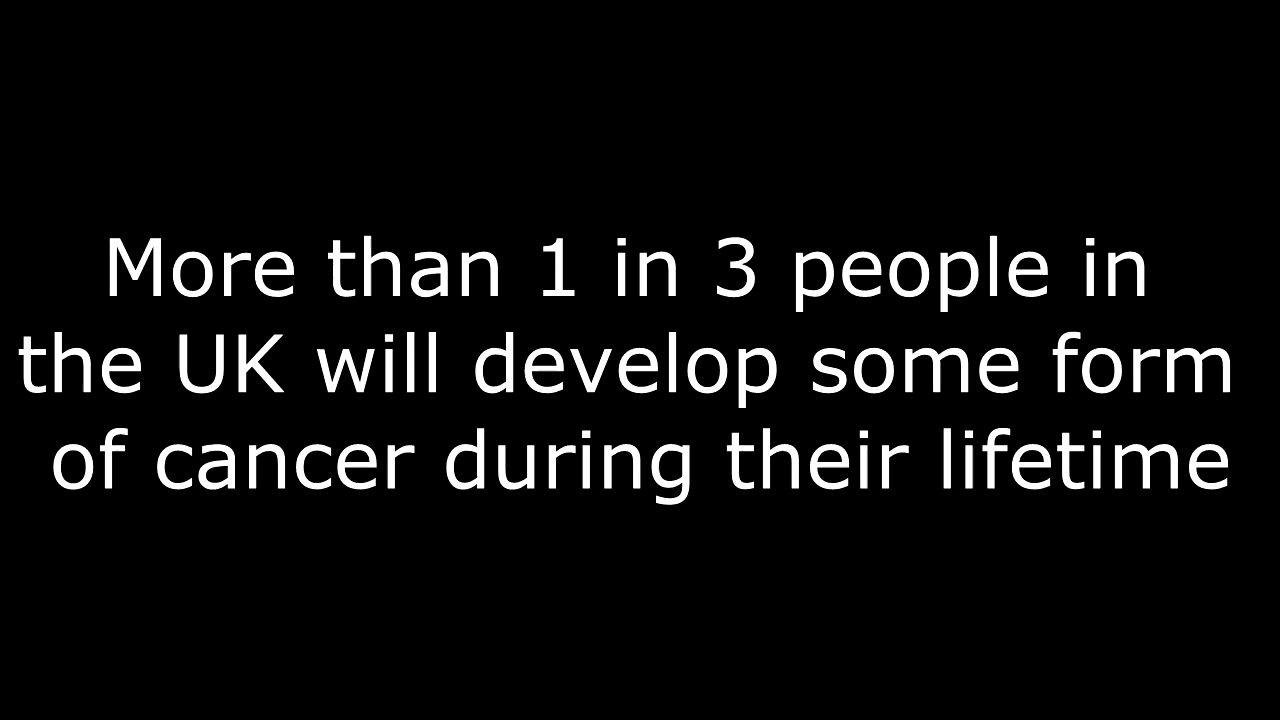 More than 1 in 3 people in
the UK will develop some form
of cancer during their lifetime